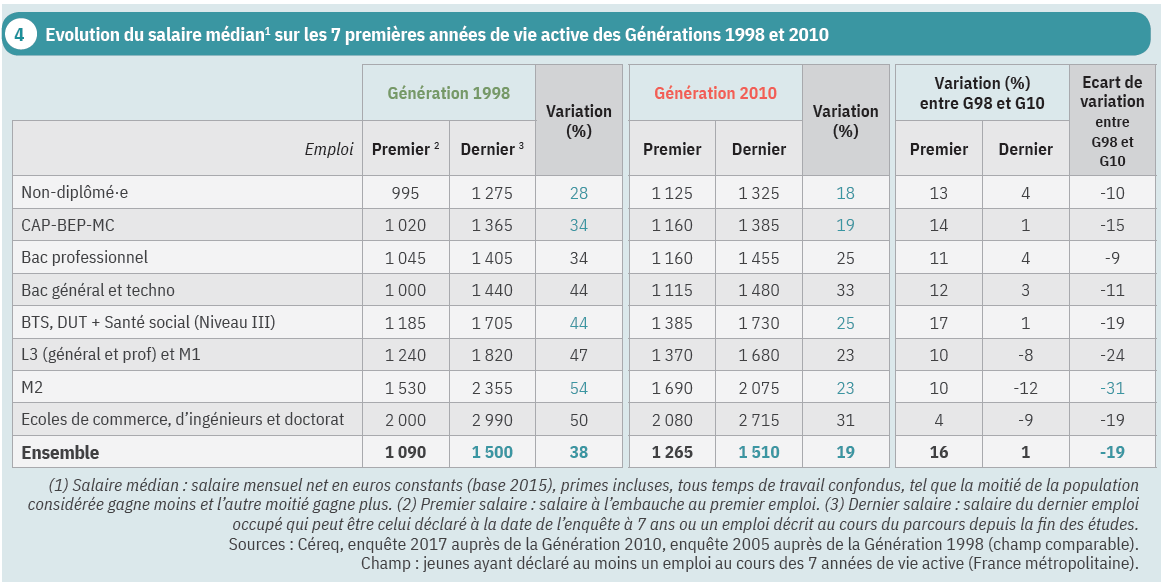 4 Evolution du salaire médian¹ sur les 7 premières années de vie active des Générations 1998 et 2010
Génération 1998 Variation (%) Génération 2010 Variation (%) Variation (%) entre G98 et G10 Ecart de variation entre G98 et G10
Emploi Premier ² Dernier ³ Premier Dernier Premier Dernier
Non-diplômé·e 995 1 275 28 1 125 1 325 18 13 4 -10
CAP-BEP-MC 1 020 1 365 34 1 160 1 385 19 14 1 -15
Bac professionnel 1 045 1 405 34 1 160 1 455 25 11 4 -9
Bac général et techno 1 000 1 440 44 1 115 1 480 33 12 3 -11
BTS, DUT + Santé social (Niveau III) 1 185 1 705 44 1 385 1 730 25 17 1 -19
L3 (général et prof) et M1 1 240 1 820 47 1 370 1 680 23 10 -8 -24
M2 1 530 2 355 54 1 690 2 075 23 10 -12 -31
Ecoles de commerce, d’ingénieurs et doctorat 2 000 2 990 50 2 080 2 715 31 4 -9 -19
Ensemble 1 090 1 500 38 1 265 1 510 19 16 1 -19
(1) Salaire médian : salaire mensuel net en euros constants (base 2015), primes incluses, tous temps de travail confondus, tel que la moitié de la population
considérée gagne moins et l’autre moitié gagne plus. (2) Premier salaire : salaire à l’embauche au premier emploi. (3) Dernier salaire : salaire du dernier emploi
occupé qui peut être celui déclaré à la date de l’enquête à 7 ans ou un emploi décrit au cours du parcours depuis la fin des études.
Sources : Céreq, enquête 2017 auprès de la Génération 2010, enquête 2005 auprès de la Génération 1998 (champ comparable).
Champ : jeunes ayant déclaré au moins un emploi au cours des 7 années de vie active (France métropolitaine).